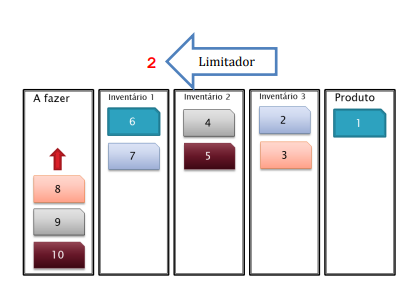 2
Limitador
A fazer
Inventário 1
Inventário 2
Inventário 3
Produto
6
4
2
1
7
5
3
8
9
10